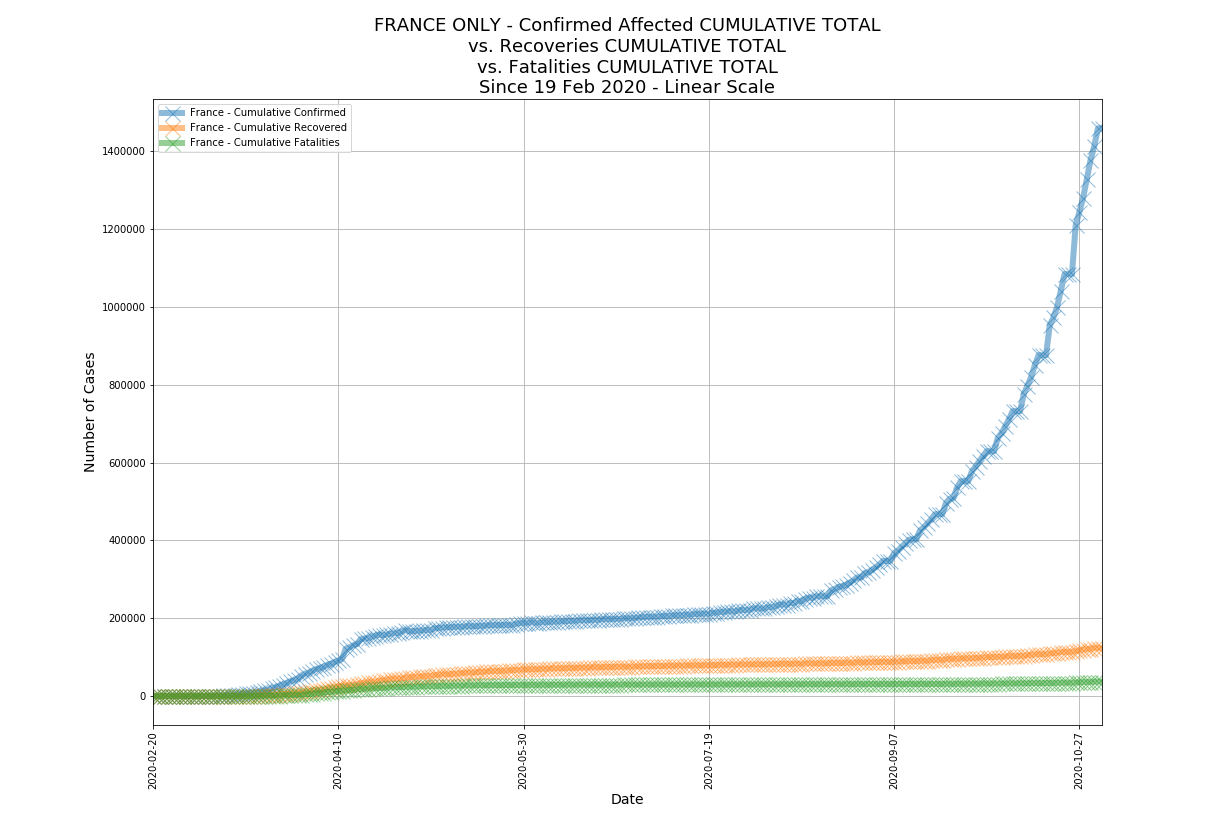 FRANCE ONLY - Confirmed Affected CUMULATIVE TOTAL
vs. Recoveries CUMULATIVE TOTAL
vs. Fatalities CUMULATIVE TOTAL
Since 19 Feb 2020 - Linear Scale
France - Cumulative Confirmed
France - Cumulative Recovered
France - Cumulative Fatalities
Number of Cases
1400000
1200000
1000000
800000
600000
400000
200000
0
2020-02-20
2020-04-10
2020-05-30
2020-07-19
2020-09-07
2020-10-27
Date